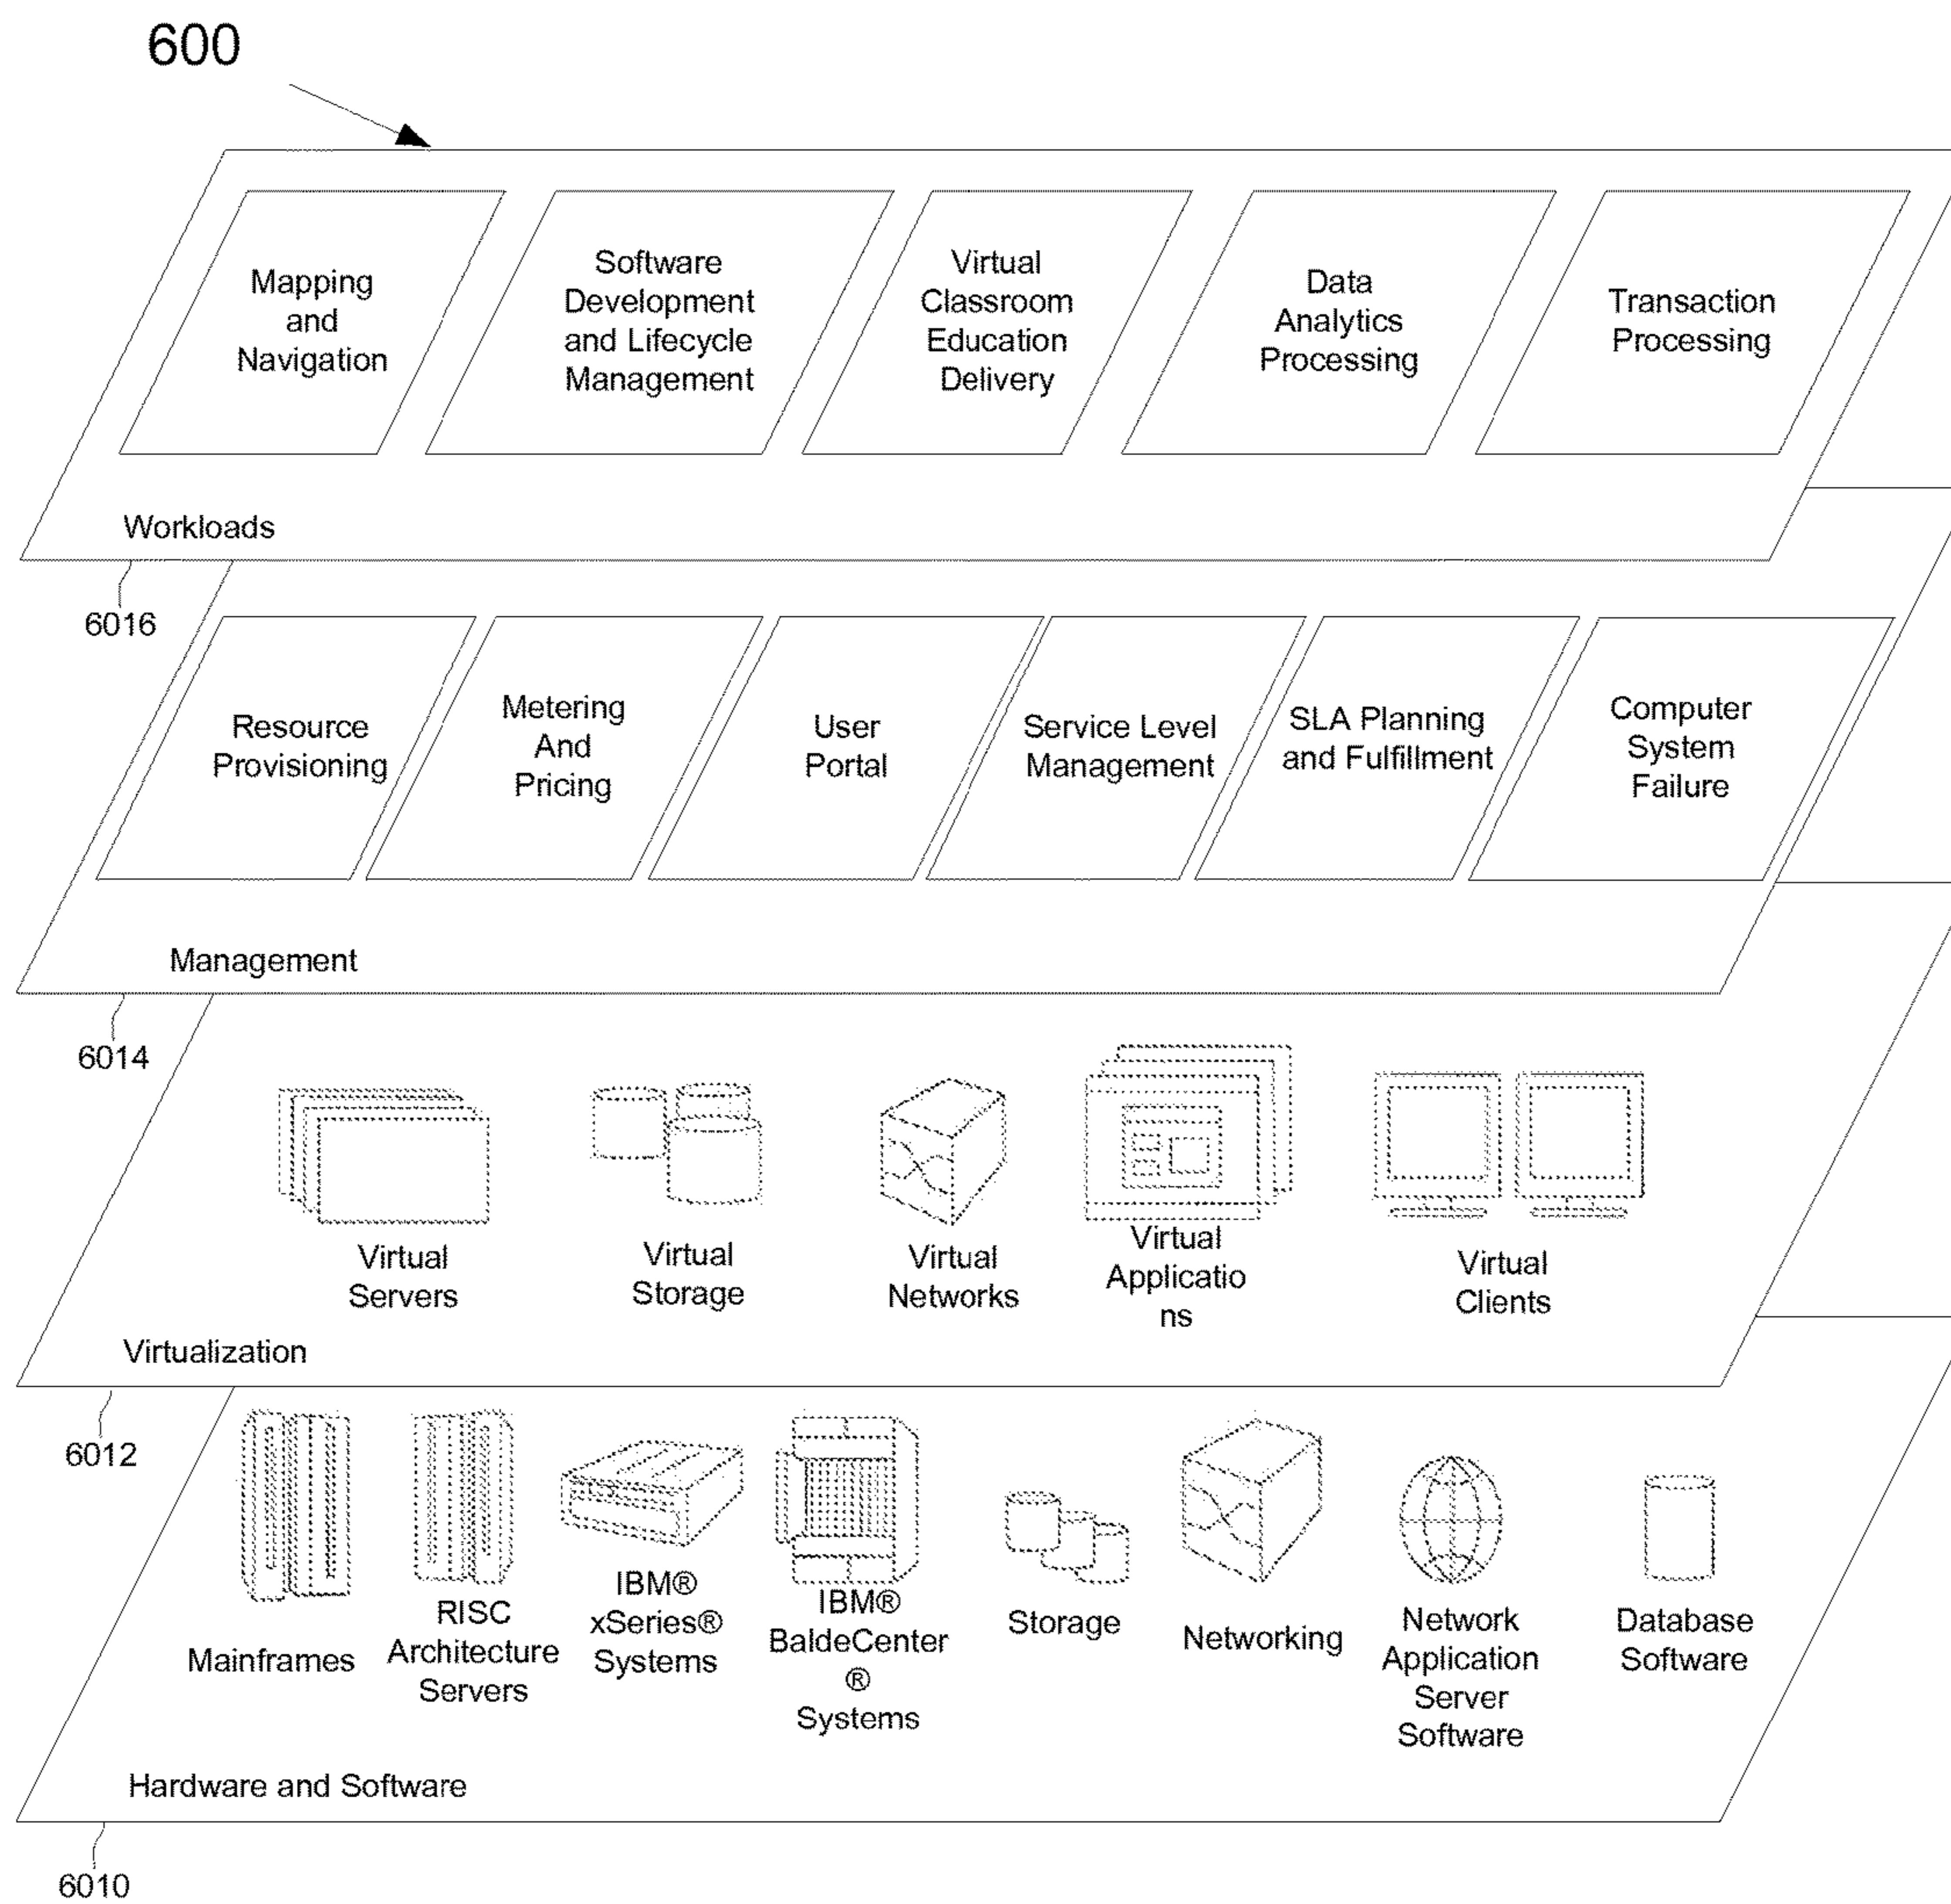 600
Mapping
and
Navigation
Software
Development
and Lifecycle
Management
Virtual
Classroom
Education
Delivery
Data
Analytics
Processing
Transaction
Processing
Workloads
6016
Resource
Provisioning
Metering
And
Pricing
User
Portal
Service Level
Management
SLA Planning
and Fulfillment
Computer
System
Failure
Management
6014
Virtual
Servers
Virtual
Storage
Virtual
Networks
Virtual
Applicatio
ns
Virtual
Clients
Virtualization
6012
Mainframes
RISC
Architecture
Servers
IBM®
xSeries®
Systems
IBM®
BaldeCenter
®
Systems
Storage
Networking
Network
Application
Server
Software
Database
Software
Hardware and Software
6010